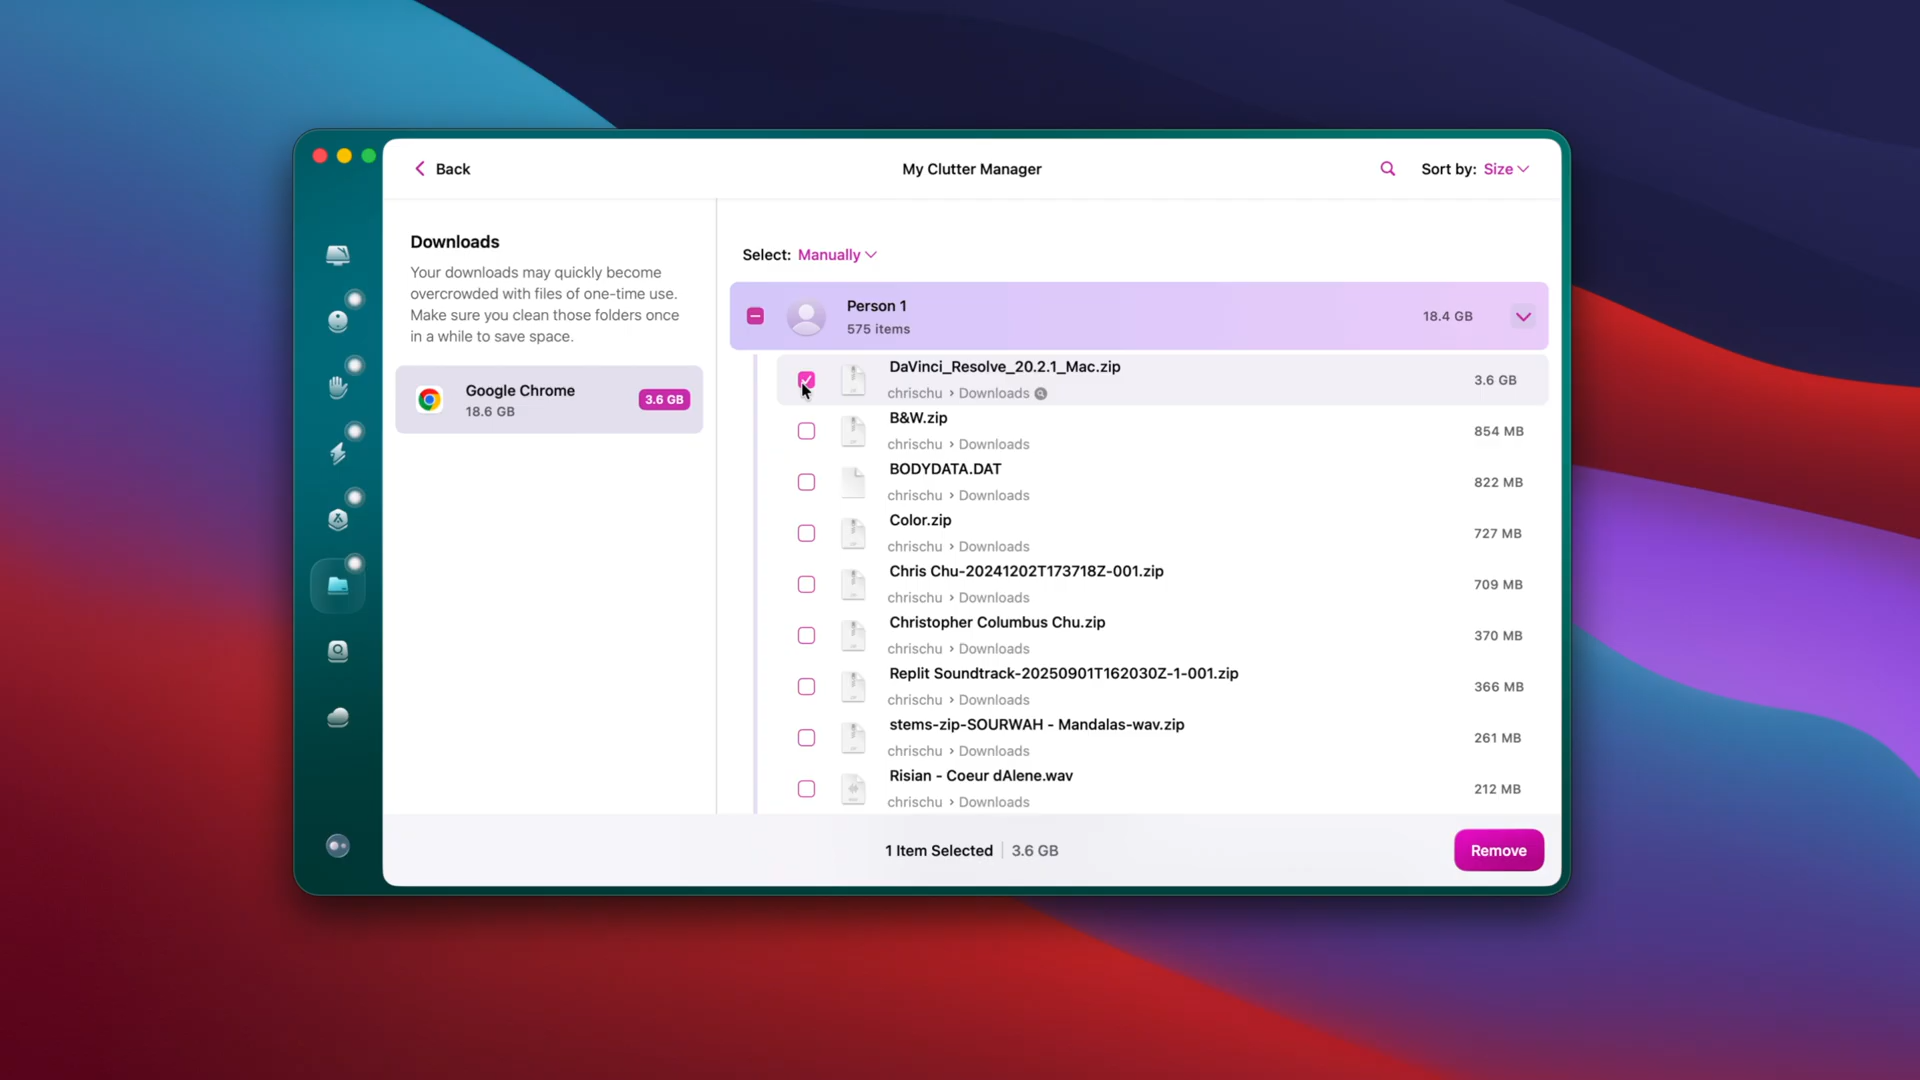 Back
My Clutter Manager
Sort by: Size
Downloads
Your downloads may quickly become
overcrowded with files of one-time use.
Make sure you clean those folders once
in a while to save space.
Google Chrome
18.6 GB
3.6 GB
Select: Manually
Person 1
575 items
18.4 GB
DaVinci_Resolve_20.2.1_Mac.zip
chrischu > Downloads
3.6 GB
B&W.zip
chrischu > Downloads
854 MB
BODYDATA.DAT
chrischu > Downloads
822 MB
Color.zip
chrischu > Downloads
727 MB
Chris Chu-20241202T173718Z-001.zip
chrischu > Downloads
709 MB
Christopher Columbus Chu.zip
chrischu > Downloads
370 MB
Replit Soundtrack-20250901T162030Z-1-001.zip
chrischu > Downloads
366 MB
stems-zip-SOURWAH - Mandalas-wav.zip
chrischu > Downloads
261 MB
Risian - Coeur dAlene.wav
chrischu > Downloads
212 MB
1 Item Selected | 3.6 GB
Remove